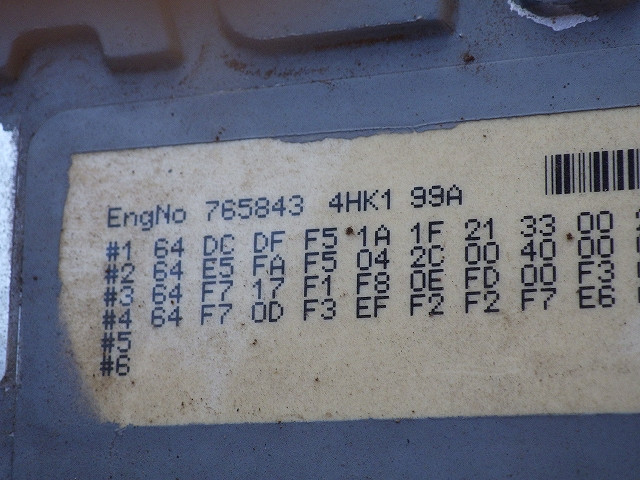 EngNo 765843 4HK1 99A
#1 64 DC DF F5 1A 1F 21 33 00
#2 64 E5 FA F5 04 2C 00 40 00
#3 64 F7 17 F1 F8 0E FD 00 F3
#4 64 F7 0D F3 EF F2 F2 F7 E6
#5
#6